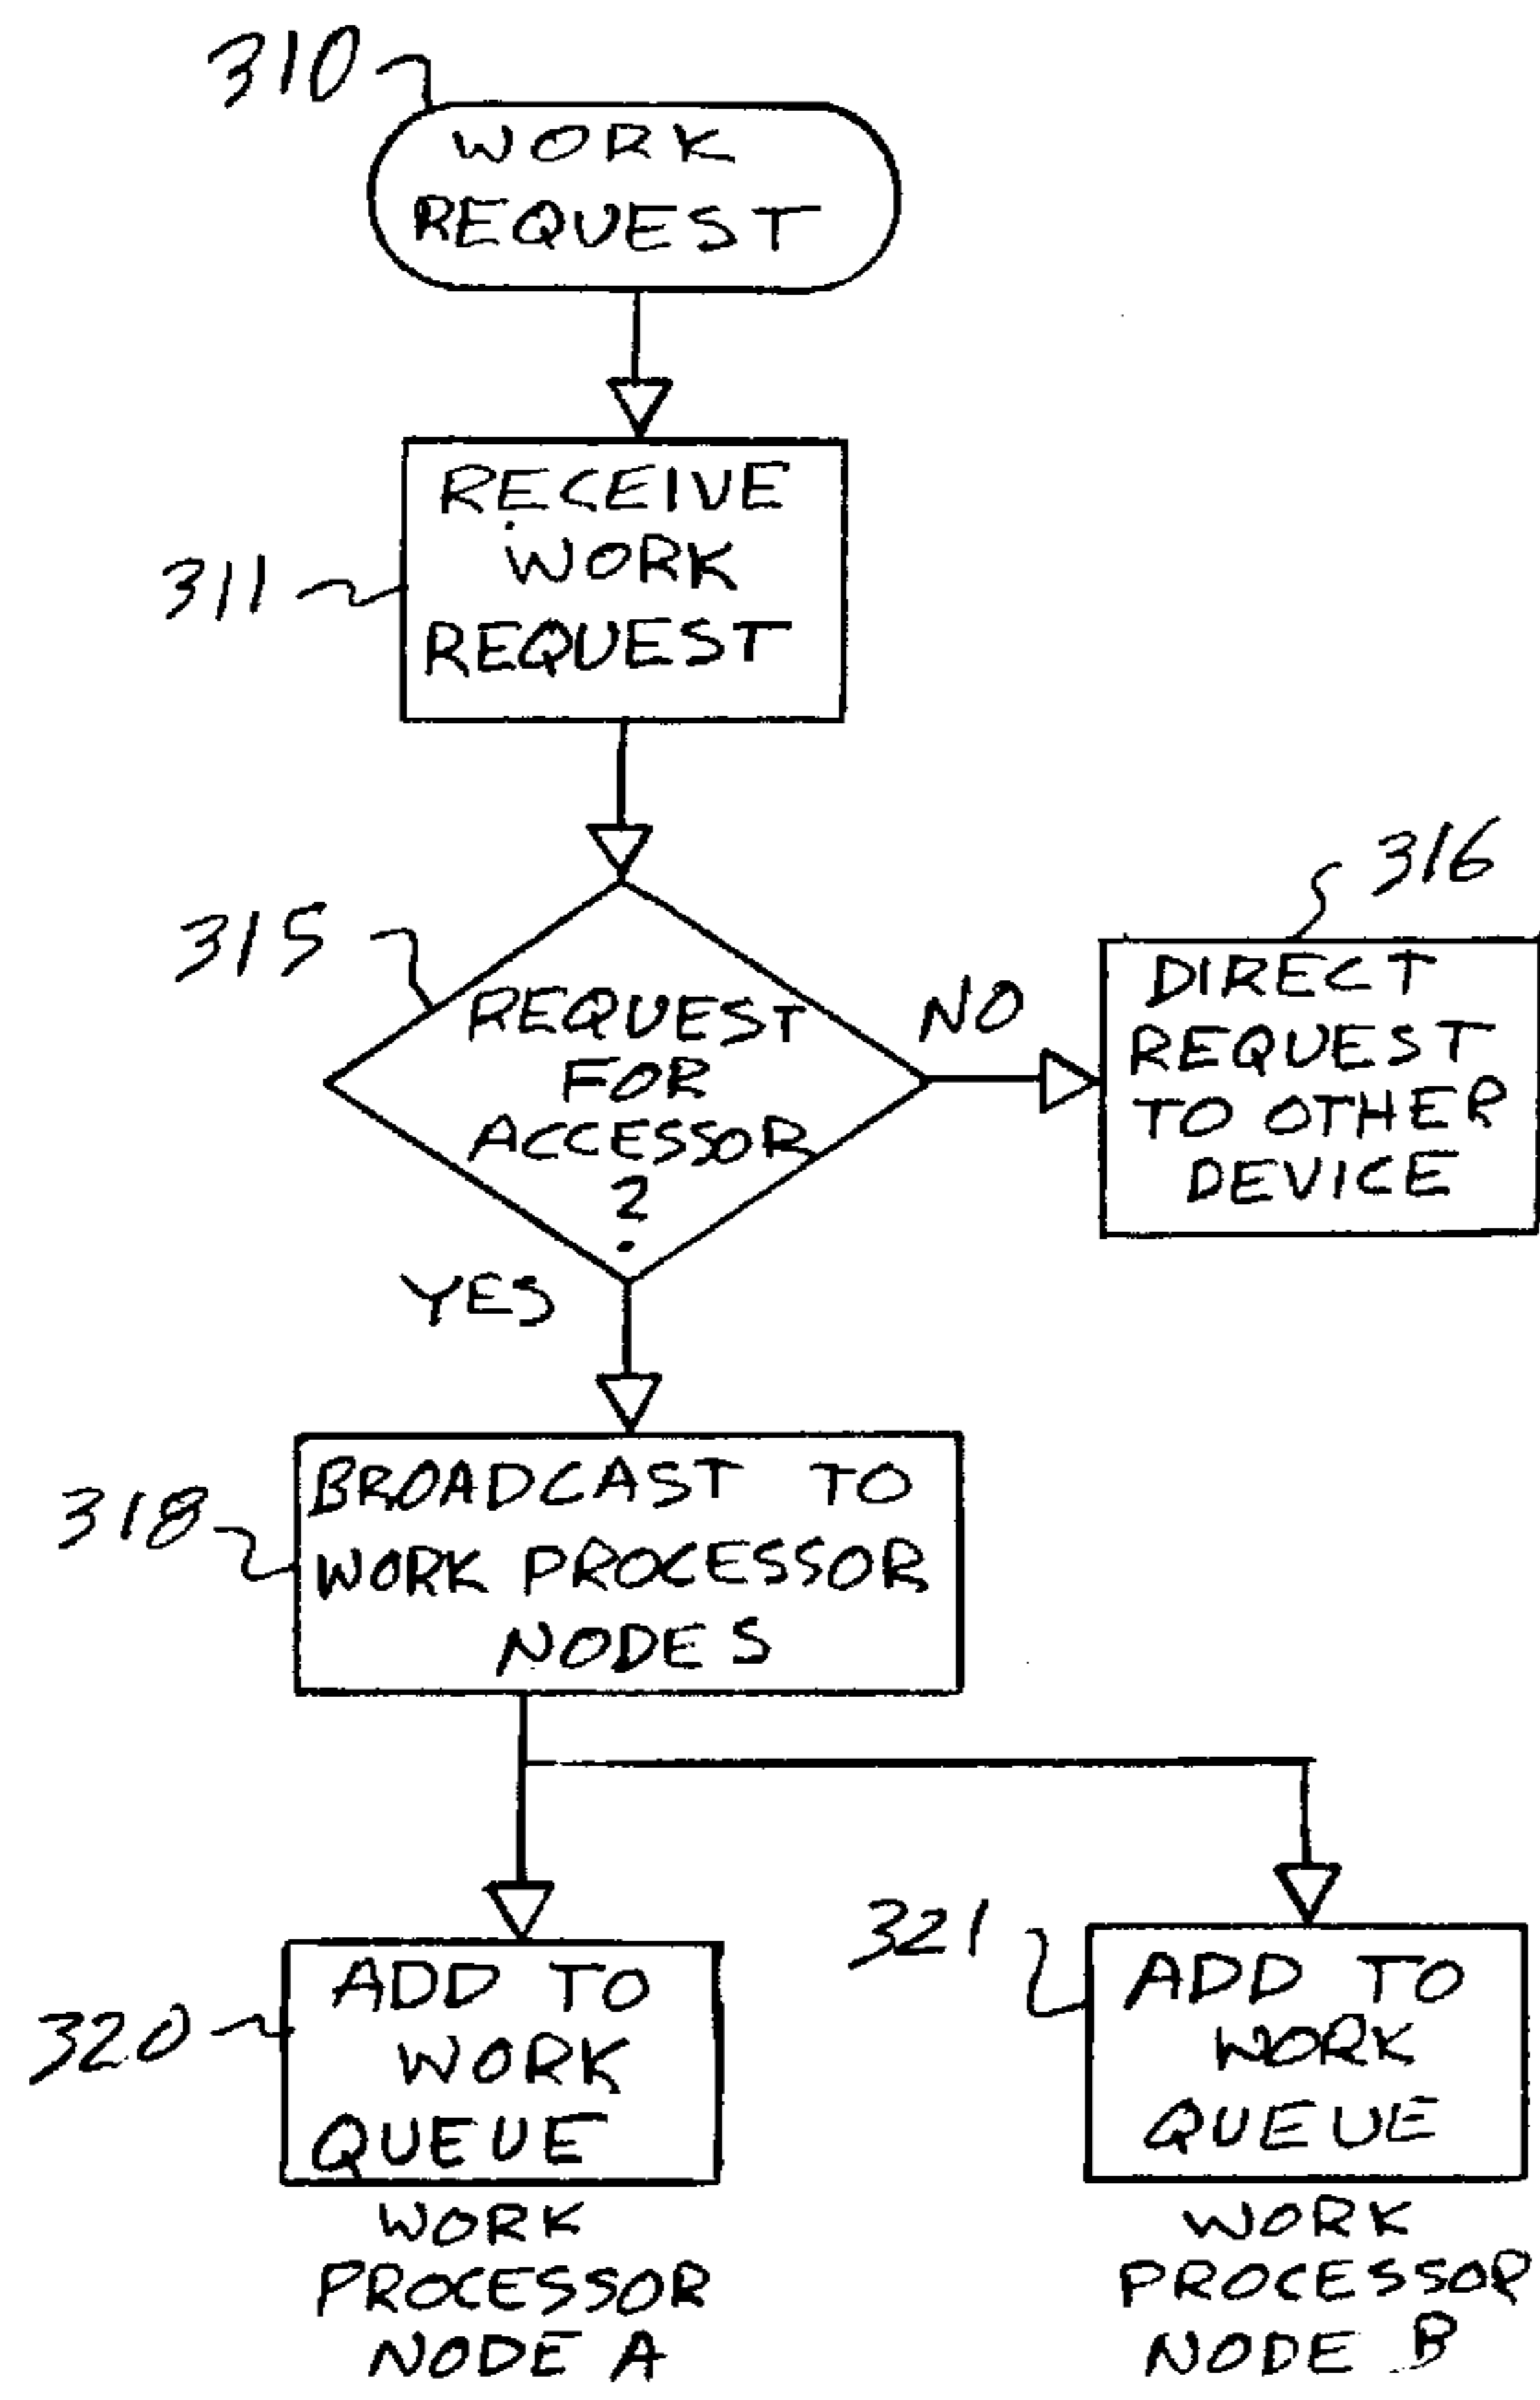 310
WORK
REQUEST
RECEIVE
WORK
REQUEST
311
315
REQUEST
FOR
ACCESSOR
?
NO
316
DIRECT
REQUEST
TO OTHER
DEVICE
YES
318
BROADCAST TO
WORK PROCESSOR
NODES
320
ADD TO
WORK
QUEUE
WORK
PROCESSOR
NODE A
321
ADD TO
WORK
QUEUE
WORK
PROCESSOR
NODE B